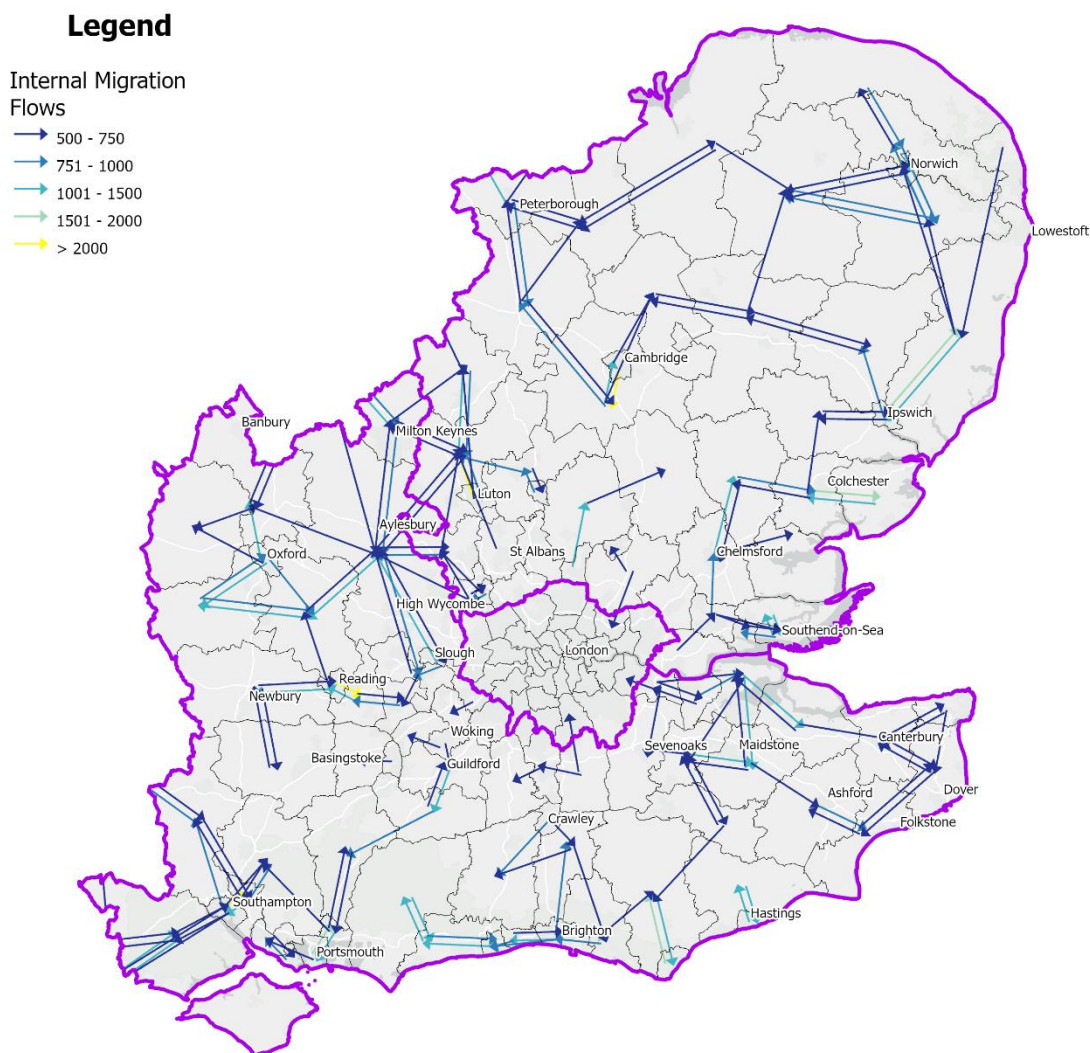 Legend
Internal Migration
Flows
500 - 750
751 - 1000
1001 - 1500
1501 - 2000
> 2000
Norwich
Peterborough
Lowestoft
Cambridge
Banbury
Milton Keynes
Ipswich
Luton
Colchester
Aylesbury
Oxford
St Albans
Chelmsford
High Wycombe
Southend-on-Sea
Slough
London
Reading
Newbury
Woking
Sevenoaks
Maidstone
Canterbury
Basingstoke
Guildford
Ashford
Dover
Crawley
Folkstone
Southampton
Hastings
Brighton
Portsmouth